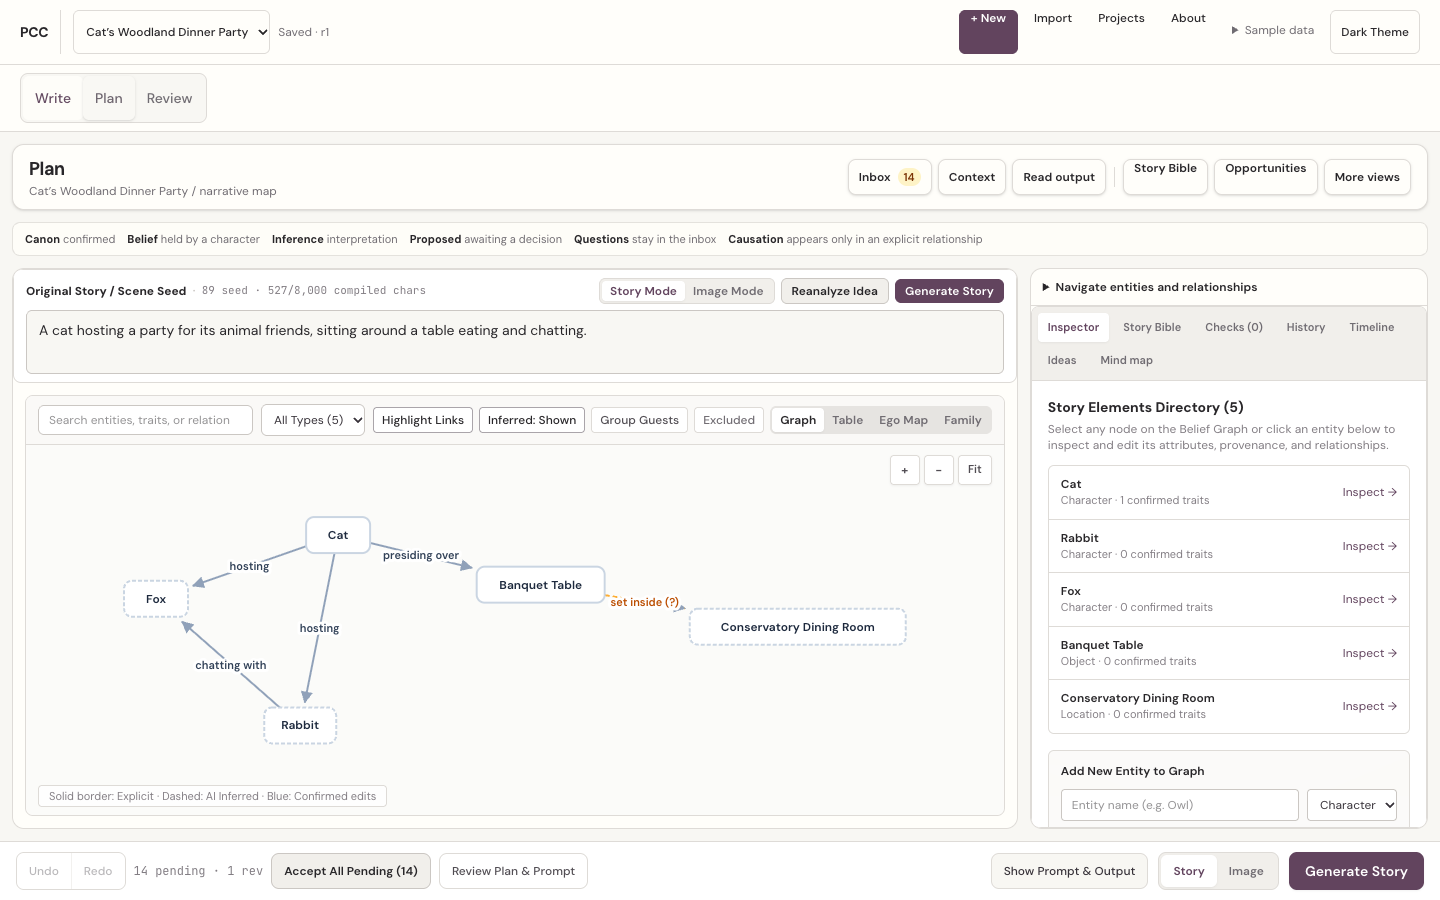 PCC
Cat's Woodland Dinner Party
Saved · r1
+ New
Import
Projects
About
▶ Sample data
Dark Theme
Write
Plan
Review
Plan
Cat's Woodland Dinner Party / narrative map
Inbox 14
Context
Read output
Story Bible
Opportunities
More views
Canon confirmed Belief held by a character Inference interpretation Proposed awaiting a decision Questions stay in the inbox Causation appears only in an explicit relationship
Original Story / Scene Seed · 89 seed · 527/8,000 compiled chars
Story Mode
Image Mode
Reanalyze Idea
Generate Story
A cat hosting a party for its animal friends, sitting around a table eating and chatting.
Search entities, traits, or relation
All Types (5)
Highlight Links
Inferred: Shown
Group Guests
Excluded
Graph
Table
Ego Map
Family
+
−
Fit
Cat
hosting
presiding over
Fox
Banquet Table
set inside (?)
hosting
Conservatory Dining Room
chatting with
Rabbit
Solid border: Explicit · Dashed: AI Inferred · Blue: Confirmed edits
▶ Navigate entities and relationships
Inspector
Story Bible
Checks (0)
History
Timeline
Ideas
Mind map
Story Elements Directory (5)
Select any node on the Belief Graph or click an entity below to
inspect and edit its attributes, provenance, and relationships.
Cat
Character · 1 confirmed traits
Inspect →
Rabbit
Character · 0 confirmed traits
Inspect →
Fox
Character · 0 confirmed traits
Inspect →
Banquet Table
Object · 0 confirmed traits
Inspect →
Conservatory Dining Room
Location · 0 confirmed traits
Inspect →
Add New Entity to Graph
Entity name (e.g. Owl)
Character
Undo
Redo
14 pending · 1 rev
Accept All Pending (14)
Review Plan & Prompt
Show Prompt & Output
Story
Image
Generate Story